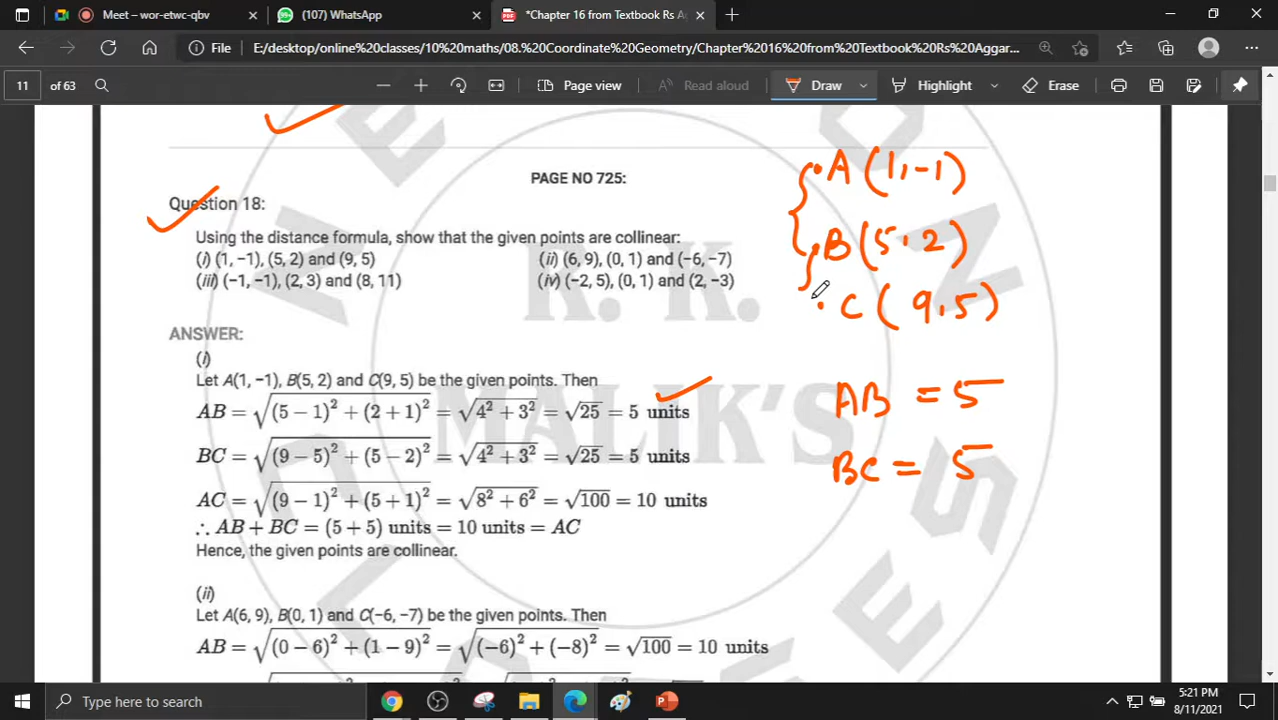 Meet – wor-etwc-qbv
(107) WhatsApp
*Chapter 16 from Textbook Rs Ag
File E:/desktop/online%20classes/10%20maths/08.%20Coordinate%20Geometry/Chapter%2016%20from%20Textbook%20Rs%20Aggar...
11 of 63 Page view Read aloud Draw Highlight Erase
PAGE NO 725:
Question 18:
Using the distance formula, show that the given points are collinear:
(i) (1, −1), (5, 2) and (9, 5) (ii) (6, 9), (0, 1) and (−6, −7)
(iii) (−1, −1), (2, 3) and (8, 11) (iv) (−2, 5), (0, 1) and (2, −3)
ANSWER:
(i)
Let A(1, −1), B(5, 2) and C(9, 5) be the given points. Then
AB = √(5 − 1)² + (2 + 1)² = √4² + 3² = √25 = 5 units
BC = √(9 − 5)² + (5 − 2)² = √4² + 3² = √25 = 5 units
AC = √(9 − 1)² + (5 + 1)² = √8² + 6² = √100 = 10 units
∴ AB + BC = (5 + 5) units = 10 units = AC
Hence, the given points are collinear.
(ii)
Let A(6, 9), B(0, 1) and C(−6, −7) be the given points. Then
AB = √(0 − 6)² + (1 − 9)² = √(−6)² + (−8)² = √100 = 10 units
A (1, -1)
B (5, 2)
C ( 9, 5)
AB = 5
BC = 5
R. K.
MALIK'S
Type here to search
5:21 PM
8/11/2021